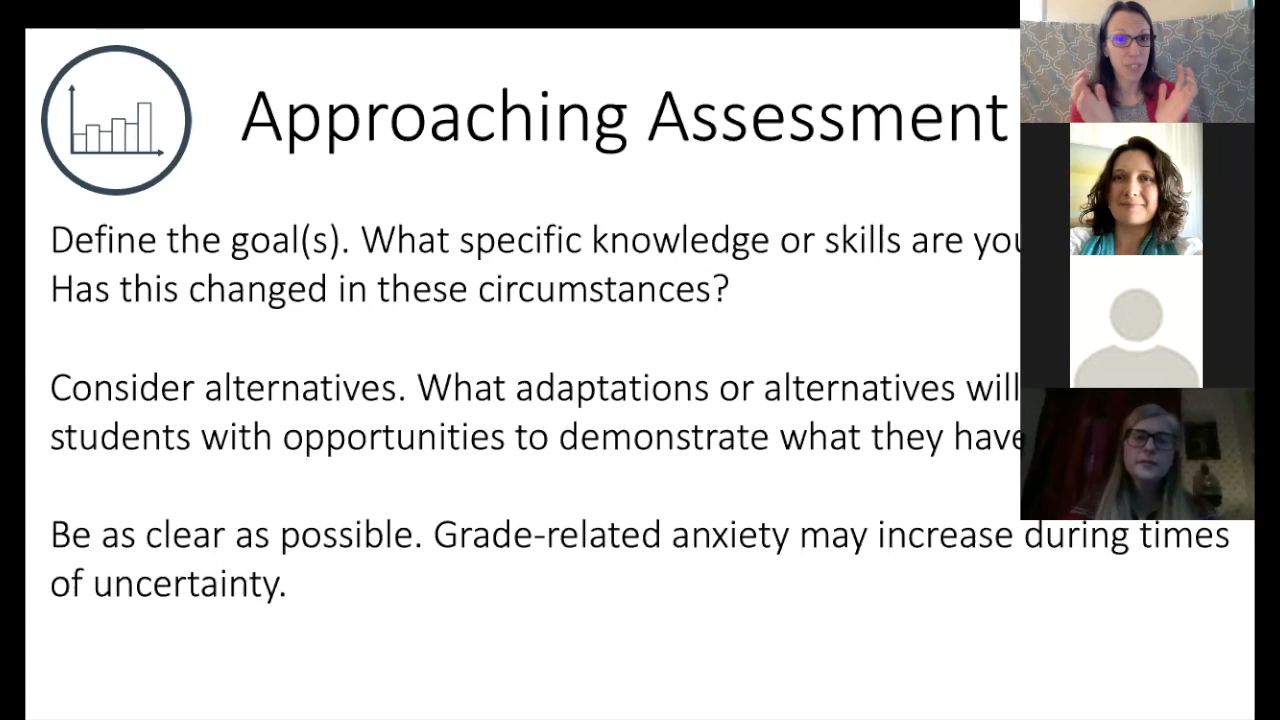 Approaching Assessment
Define the goal(s). What specific knowledge or skills are you
Has this changed in these circumstances?
Consider alternatives. What adaptations or alternatives will
students with opportunities to demonstrate what they have
Be as clear as possible. Grade-related anxiety may increase during times
of uncertainty.